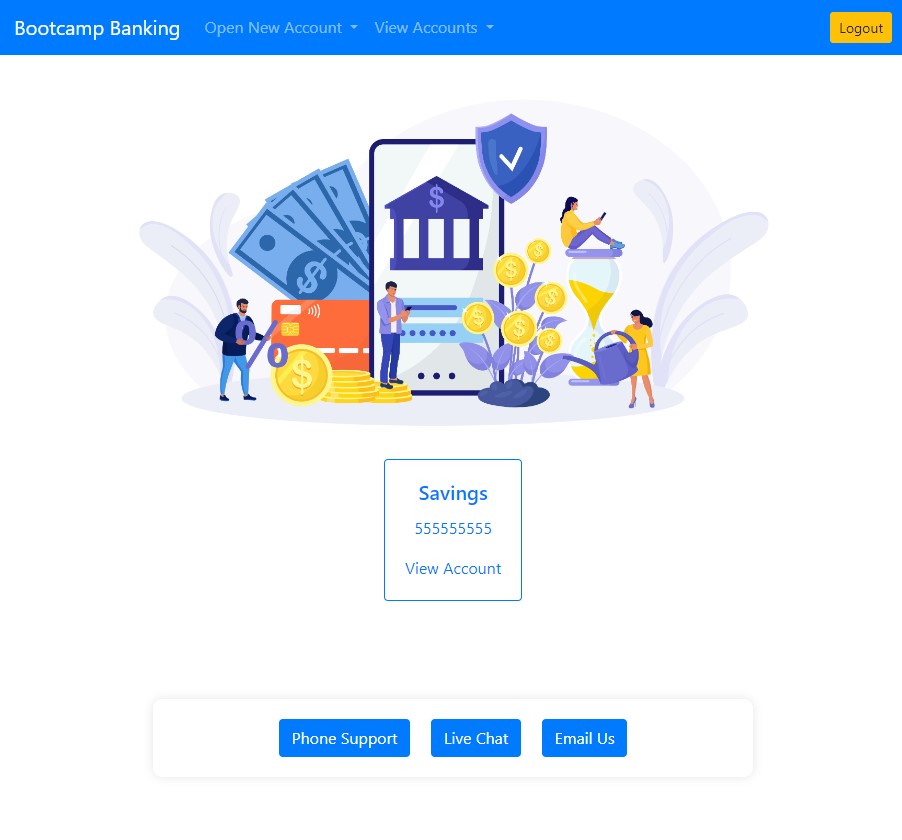 Bootcamp Banking Open New Account View Accounts Logout
$
$
$
$
$
$
$
$
%
$
Savings
555555555
View Account
Phone Support Live Chat Email Us